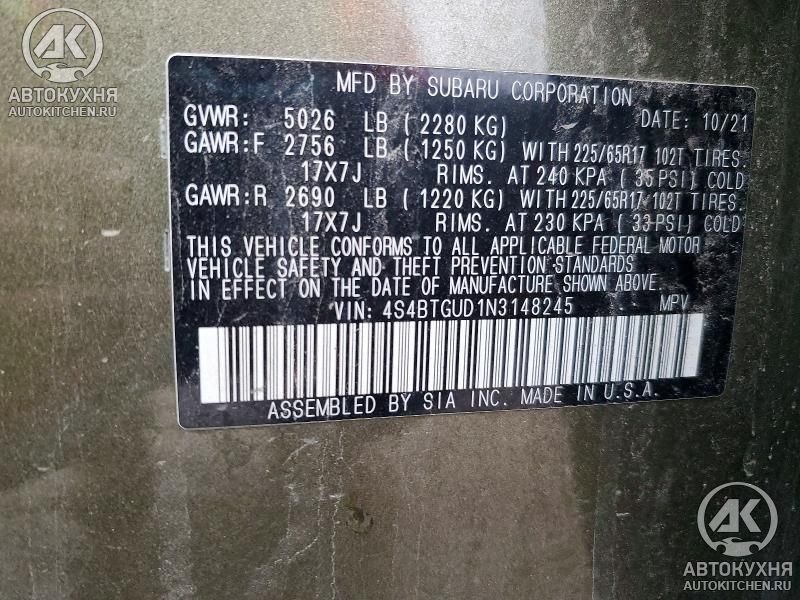 AK
АВТОКУХНЯ
AUTOKITCHEN.RU
MFD BY SUBARU CORPORATION
GVWR: 5026 LB ( 2280 KG) DATE: 10/21
GAWR:F 2756 LB ( 1250 KG) WITH 225/65R17 102T TIRES.
17X7J RIMS. AT 240 KPA ( 35 PSI) COLD
GAWR:R 2690 LB ( 1220 KG) WITH 225/65R17 102T TIRES.
17X7J RIMS. AT 230 KPA ( 33 PSI) COLD
THIS VEHICLE CONFORMS TO ALL APPLICABLE FEDERAL MOTOR
VEHICLE SAFETY AND THEFT PREVENTION STANDARDS
IN EFFECT ON THE DATE OF MANUFACTURE SHOWN ABOVE.
VIN: 4S4BTGUD1N3148245 MPV
ASSEMBLED BY SIA INC. MADE IN U.S.A.
AK
АВТОКУХНЯ
AUTOKITCHEN.RU